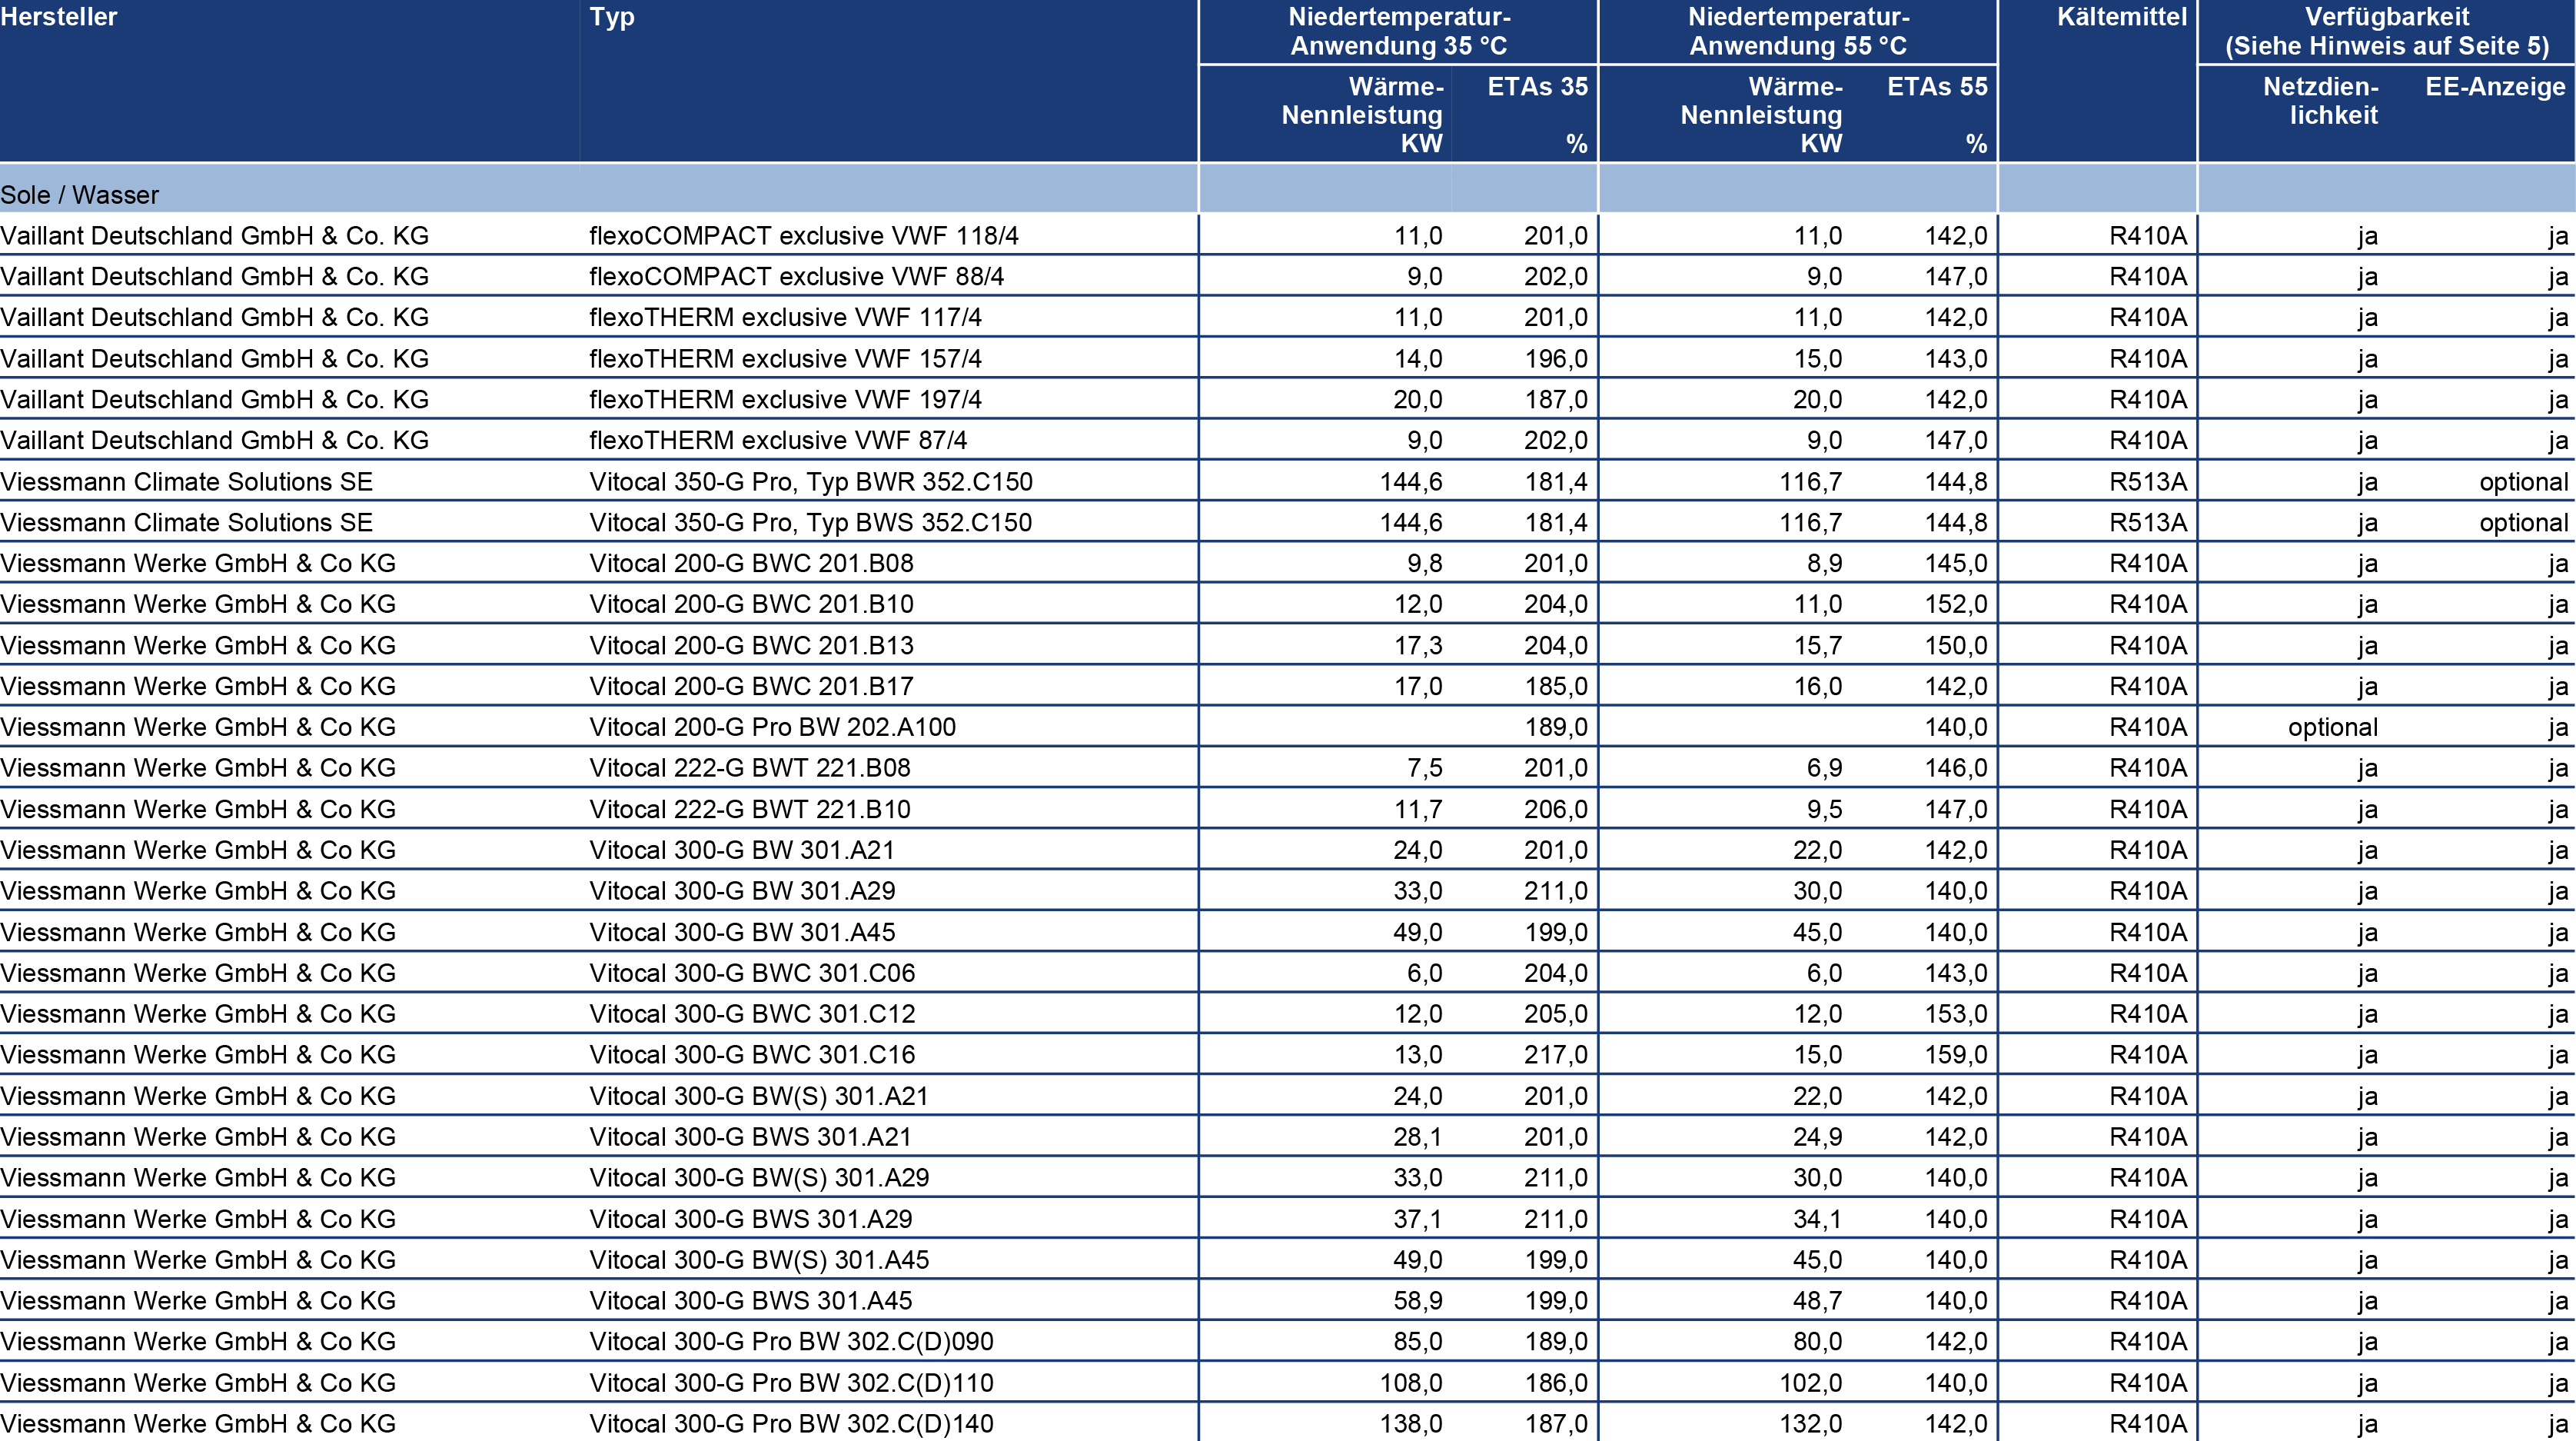 Hersteller Typ Niedertemperatur- Niedertemperatur- Kältemittel Verfügbarkeit
Anwendung 35 °C Anwendung 55 °C (Siehe Hinweis auf Seite 5)
Wärme- ETAs 35 Wärme- ETAs 55 Netzdien- EE-Anzeige
Nennleistung Nennleistung lichkeit
KW % KW %
Sole / Wasser
Vaillant Deutschland GmbH & Co. KG flexoCOMPACT exclusive VWF 118/4 11,0 201,0 11,0 142,0 R410A ja ja
Vaillant Deutschland GmbH & Co. KG flexoCOMPACT exclusive VWF 88/4 9,0 202,0 9,0 147,0 R410A ja ja
Vaillant Deutschland GmbH & Co. KG flexoTHERM exclusive VWF 117/4 11,0 201,0 11,0 142,0 R410A ja ja
Vaillant Deutschland GmbH & Co. KG flexoTHERM exclusive VWF 157/4 14,0 196,0 15,0 143,0 R410A ja ja
Vaillant Deutschland GmbH & Co. KG flexoTHERM exclusive VWF 197/4 20,0 187,0 20,0 142,0 R410A ja ja
Vaillant Deutschland GmbH & Co. KG flexoTHERM exclusive VWF 87/4 9,0 202,0 9,0 147,0 R410A ja ja
Viessmann Climate Solutions SE Vitocal 350-G Pro, Typ BWR 352.C150 144,6 181,4 116,7 144,8 R513A ja optional
Viessmann Climate Solutions SE Vitocal 350-G Pro, Typ BWS 352.C150 144,6 181,4 116,7 144,8 R513A ja optional
Viessmann Werke GmbH & Co KG Vitocal 200-G BWC 201.B08 9,8 201,0 8,9 145,0 R410A ja ja
Viessmann Werke GmbH & Co KG Vitocal 200-G BWC 201.B10 12,0 204,0 11,0 152,0 R410A ja ja
Viessmann Werke GmbH & Co KG Vitocal 200-G BWC 201.B13 17,3 204,0 15,7 150,0 R410A ja ja
Viessmann Werke GmbH & Co KG Vitocal 200-G BWC 201.B17 17,0 185,0 16,0 142,0 R410A ja ja
Viessmann Werke GmbH & Co KG Vitocal 200-G Pro BW 202.A100 189,0 140,0 R410A optional ja
Viessmann Werke GmbH & Co KG Vitocal 222-G BWT 221.B08 7,5 201,0 6,9 146,0 R410A ja ja
Viessmann Werke GmbH & Co KG Vitocal 222-G BWT 221.B10 11,7 206,0 9,5 147,0 R410A ja ja
Viessmann Werke GmbH & Co KG Vitocal 300-G BW 301.A21 24,0 201,0 22,0 142,0 R410A ja ja
Viessmann Werke GmbH & Co KG Vitocal 300-G BW 301.A29 33,0 211,0 30,0 140,0 R410A ja ja
Viessmann Werke GmbH & Co KG Vitocal 300-G BW 301.A45 49,0 199,0 45,0 140,0 R410A ja ja
Viessmann Werke GmbH & Co KG Vitocal 300-G BWC 301.C06 6,0 204,0 6,0 143,0 R410A ja ja
Viessmann Werke GmbH & Co KG Vitocal 300-G BWC 301.C12 12,0 205,0 12,0 153,0 R410A ja ja
Viessmann Werke GmbH & Co KG Vitocal 300-G BWC 301.C16 13,0 217,0 15,0 159,0 R410A ja ja
Viessmann Werke GmbH & Co KG Vitocal 300-G BW(S) 301.A21 24,0 201,0 22,0 142,0 R410A ja ja
Viessmann Werke GmbH & Co KG Vitocal 300-G BWS 301.A21 28,1 201,0 24,9 142,0 R410A ja ja
Viessmann Werke GmbH & Co KG Vitocal 300-G BW(S) 301.A29 33,0 211,0 30,0 140,0 R410A ja ja
Viessmann Werke GmbH & Co KG Vitocal 300-G BWS 301.A29 37,1 211,0 34,1 140,0 R410A ja ja
Viessmann Werke GmbH & Co KG Vitocal 300-G BW(S) 301.A45 49,0 199,0 45,0 140,0 R410A ja ja
Viessmann Werke GmbH & Co KG Vitocal 300-G BWS 301.A45 58,9 199,0 48,7 140,0 R410A ja ja
Viessmann Werke GmbH & Co KG Vitocal 300-G Pro BW 302.C(D)090 85,0 189,0 80,0 142,0 R410A ja ja
Viessmann Werke GmbH & Co KG Vitocal 300-G Pro BW 302.C(D)110 108,0 186,0 102,0 140,0 R410A ja ja
Viessmann Werke GmbH & Co KG Vitocal 300-G Pro BW 302.C(D)140 138,0 187,0 132,0 142,0 R410A ja ja